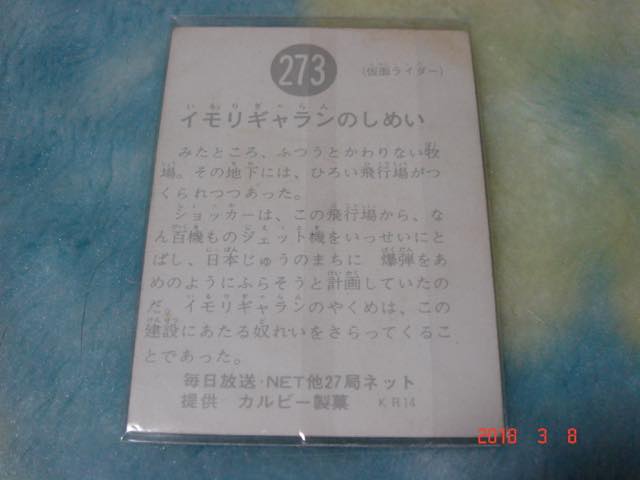 273
(仮面ライダー)
イモリギャランのしめい
みたところ、ふつうとかわりない牧
場。その地下には、ひろい飛行場がつ
くられつつあった。
ショッカーは、この飛行場から、な
ん百機ものジェット機をいっせいにと
ばし、日本じゅうのまちに 爆弾をあ
めのようにふらそうと計画していたの
だ。イモリギャランのやくめは、この
建設にあたる奴れいをさらってくるこ
とであった。
毎日放送・NET他27局ネット
提供 カルビー製菓 KR14
2018 3 8